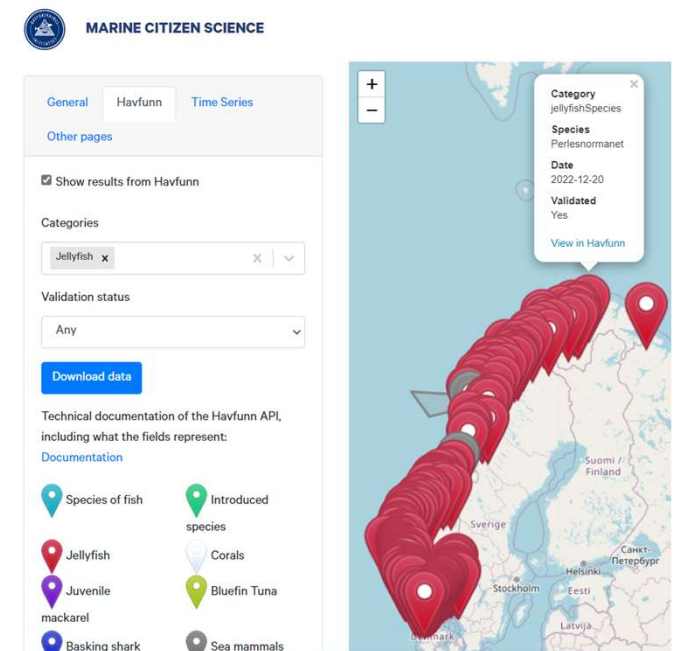 MARINE CITIZEN SCIENCE
General
Havfunn
Time Series
Other pages
Show results from Havfunn
Categories
Jellyfish x
Validation status
Any
Download data
Technical documentation of the Havfunn API,
including what the fields represent:
Documentation
Species of fish
Introduced
species
Jellyfish
Corals
Juvenile
mackarel
Bluefin Tuna
Basking shark
Sea mammals
+
−
Category
jellyfishSpecies
Species
Perlesnormanet
Date
2022-12-20
Validated
Yes
View in Havfunn
Suomi /
Finland
Sverige
Санкт-
Петербург
Helsinki
Stockholm
Eesti
Latvija
Danmark